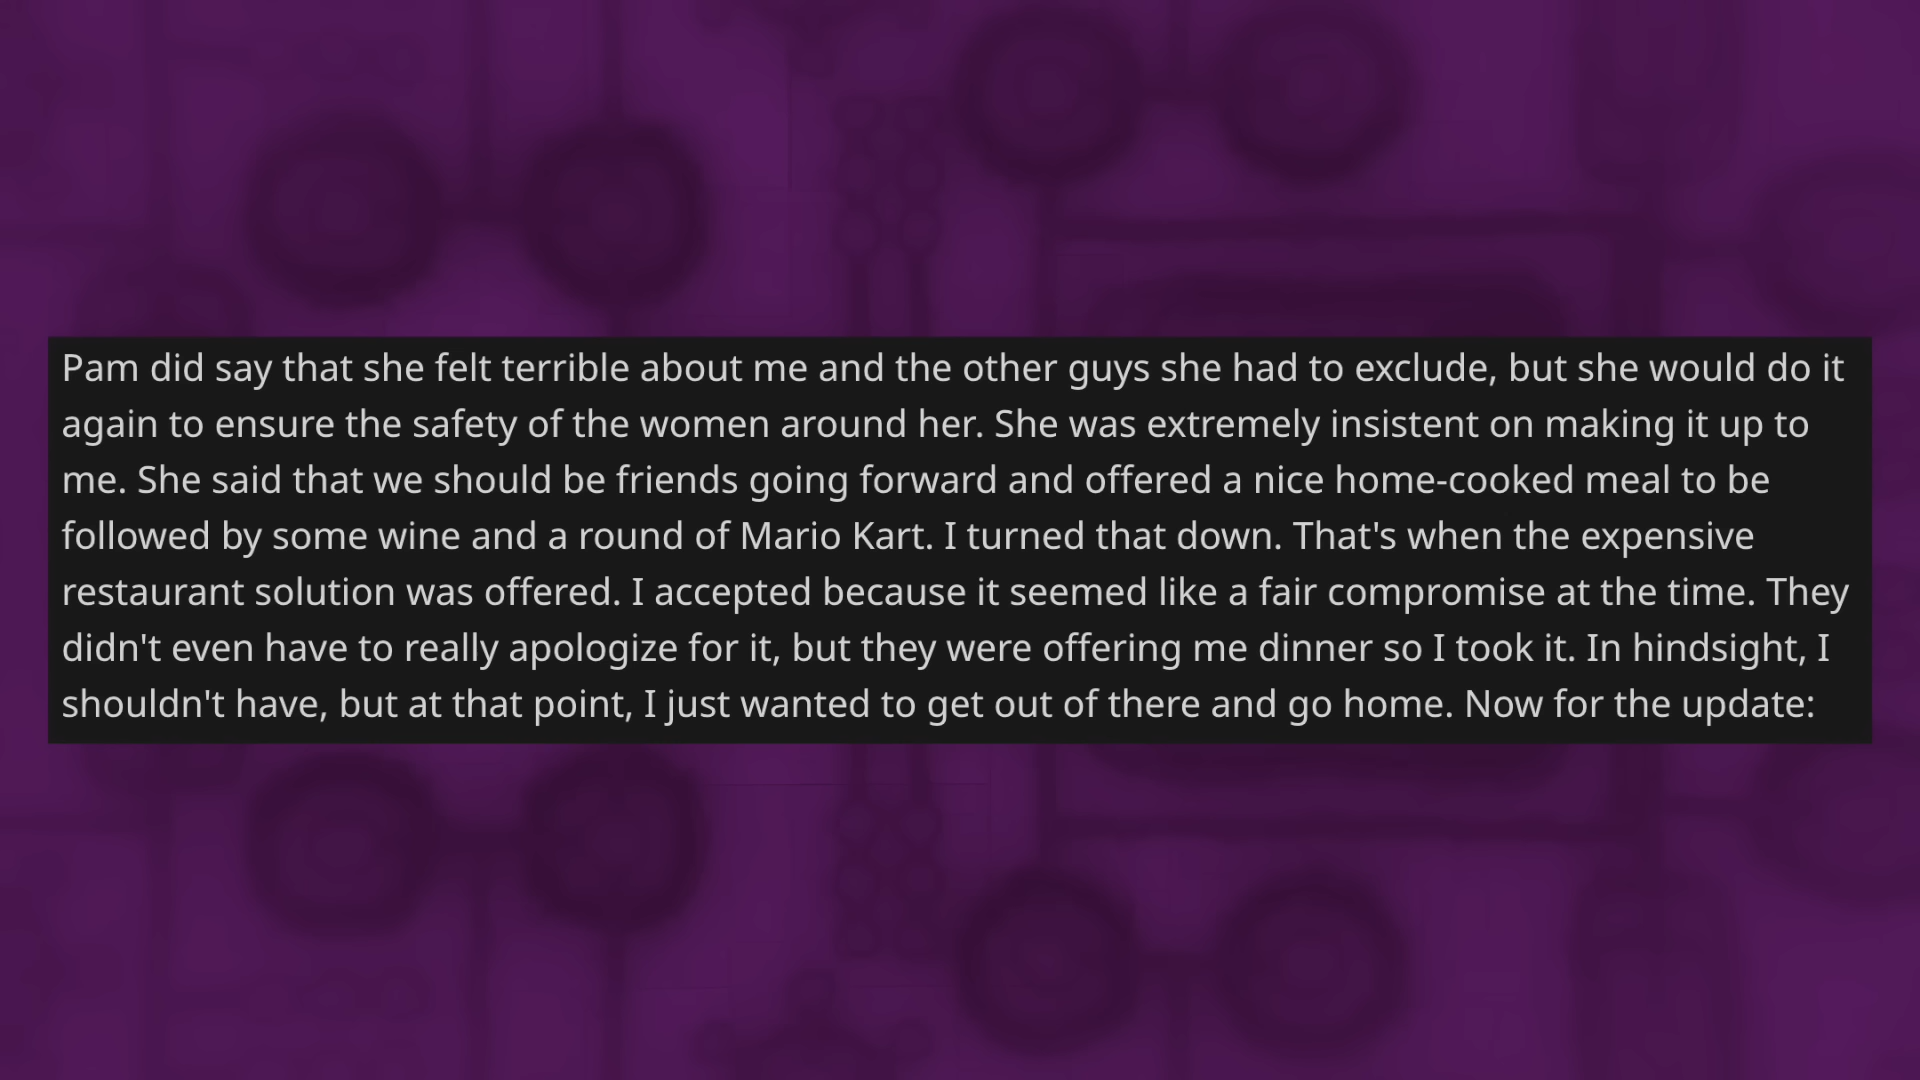 Pam did say that she felt terrible about me and the other guys she had to exclude, but she would do it
again to ensure the safety of the women around her. She was extremely insistent on making it up to
me. She said that we should be friends going forward and offered a nice home-cooked meal to be
followed by some wine and a round of Mario Kart. I turned that down. That's when the expensive
restaurant solution was offered. I accepted because it seemed like a fair compromise at the time. They
didn't even have to really apologize for it, but they were offering me dinner so I took it. In hindsight, I
shouldn't have, but at that point, I just wanted to get out of there and go home. Now for the update: